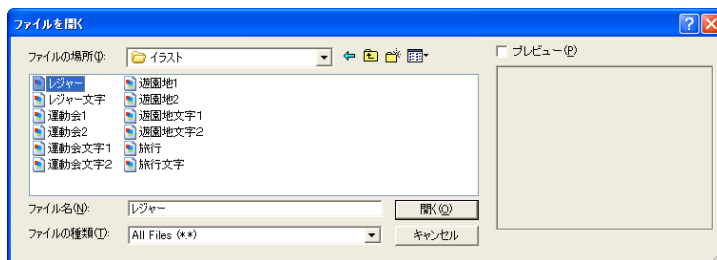 ファイルを開く
ファイルの場所(I):
イラスト
プレビュー(P)
レジャー
レジャー文字
運動会1
運動会2
運動会文字1
運動会文字2
遊園地1
遊園地2
遊園地文字1
遊園地文字2
旅行
旅行文字
ファイル名(N):
レジャー
開く(O)
ファイルの種類(T):
All Files (*.*)
キャンセル